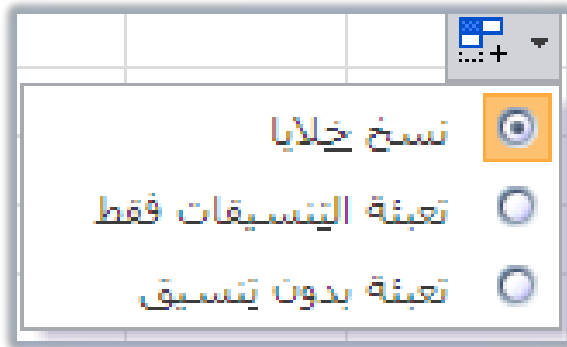 نسخ خلايا
تعبئة التنسيقات فقط
تعبئة بدون تنسيق